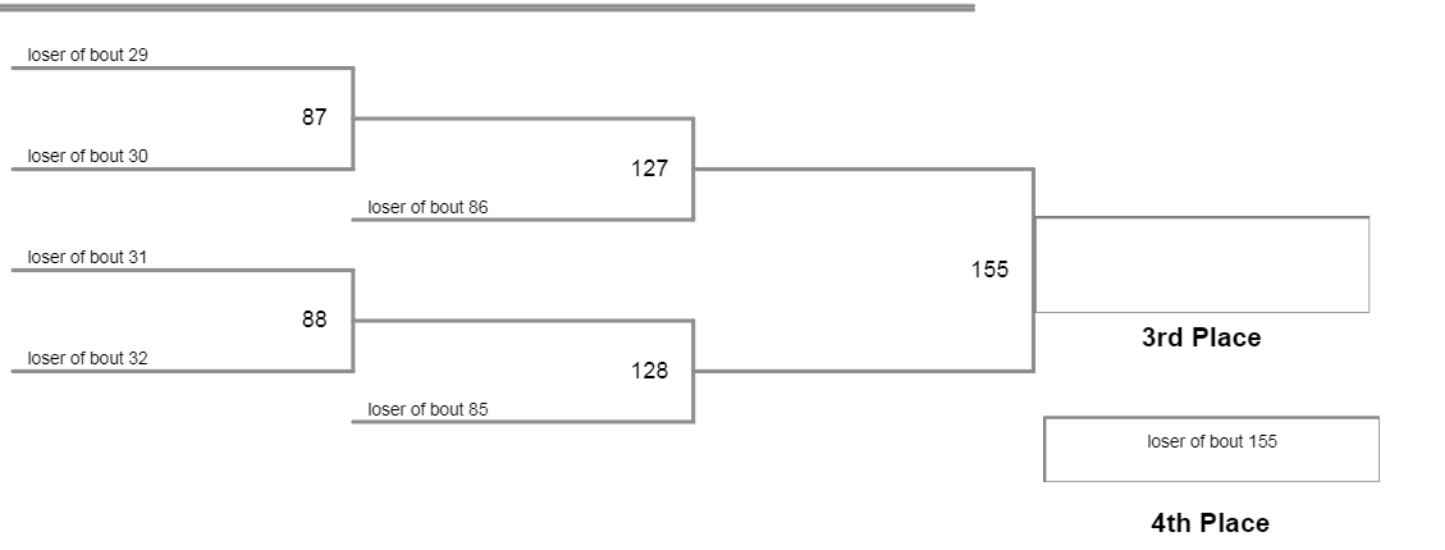 loser of bout 29
87
loser of bout 30
127
loser of bout 86
loser of bout 31
155
88
3rd Place
loser of bout 32
128
loser of bout 85
loser of bout 155
4th Place